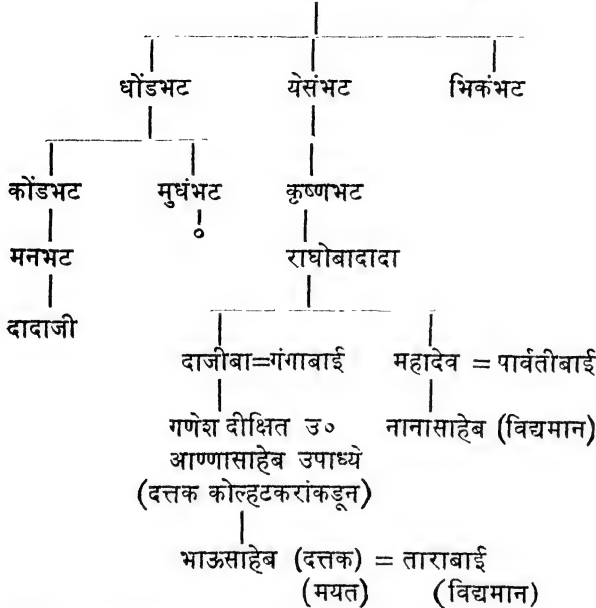 धोंडभट येसंभट भिकंभट
कोंडभट मुधंभट कृष्णभट
मनभट राघोबादादा
दादाजी
दाजीबा=गंगाबाई महादेव = पार्वतीबाई
गणेश दीक्षित उ० नानासाहेब (विद्यमान)
आण्णासाहेब उपाध्ये
(दत्तक कोल्हटकरांकडून)
भाऊसाहेब (दत्तक) = ताराबाई
(मयत) (विद्यमान)